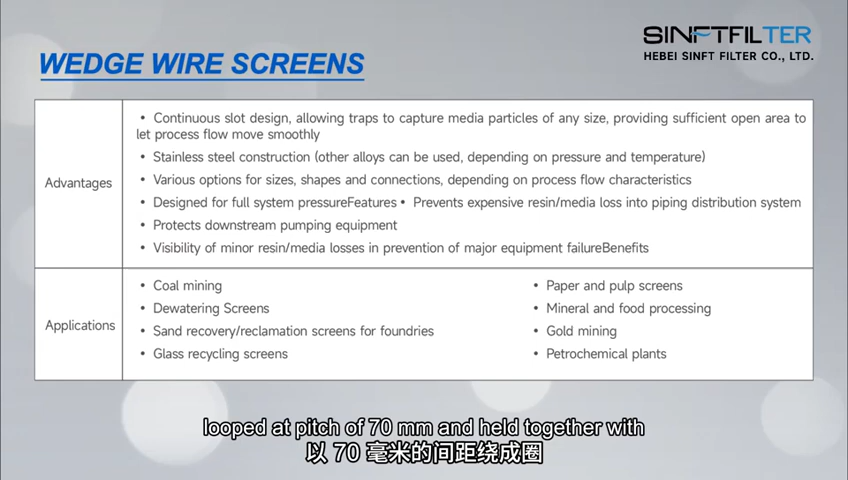 SINFTFILTER
HEBEI SINFT FILTER CO., LTD.
WEDGE WIRE SCREENS
Advantages
• Continuous slot design, allowing traps to capture media particles of any size, providing sufficient open area to
let process flow move smoothly
• Stainless steel construction (other alloys can be used, depending on pressure and temperature)
• Various options for sizes, shapes and connections, depending on process flow characteristics
• Designed for full system pressureFeatures • Prevents expensive resin/media loss into piping distribution system
• Protects downstream pumping equipment
• Visibility of minor resin/media losses in prevention of major equipment failureBenefits
Applications
• Coal mining
• Dewatering Screens
• Sand recovery/reclamation screens for foundries
• Glass recycling screens
• Paper and pulp screens
• Mineral and food processing
• Gold mining
• Petrochemical plants
looped at pitch of 70 mm and held together with
以 70 毫米的间距绕成圈